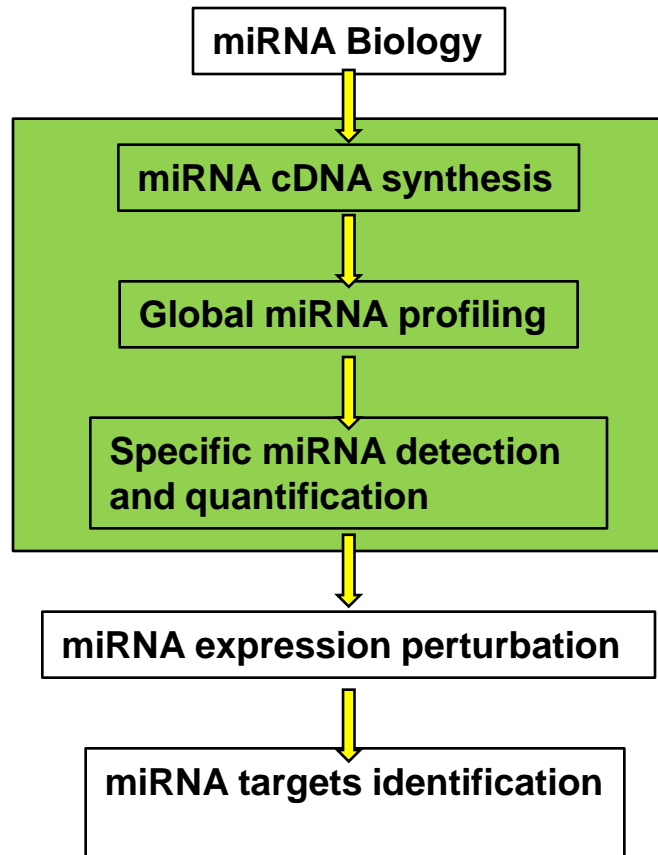 miRNA Biology
miRNA cDNA synthesis
Global miRNA profiling
Specific miRNA detection
and quantification
miRNA expression perturbation
miRNA targets identification